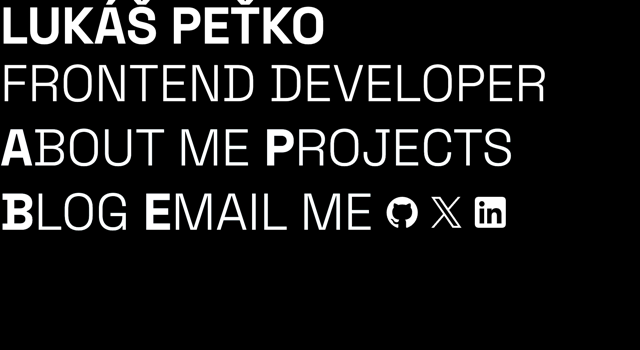 LUKÁŠ PEŤKO
FRONTEND DEVELOPER
ABOUT ME PROJECTS
BLOG EMAIL ME